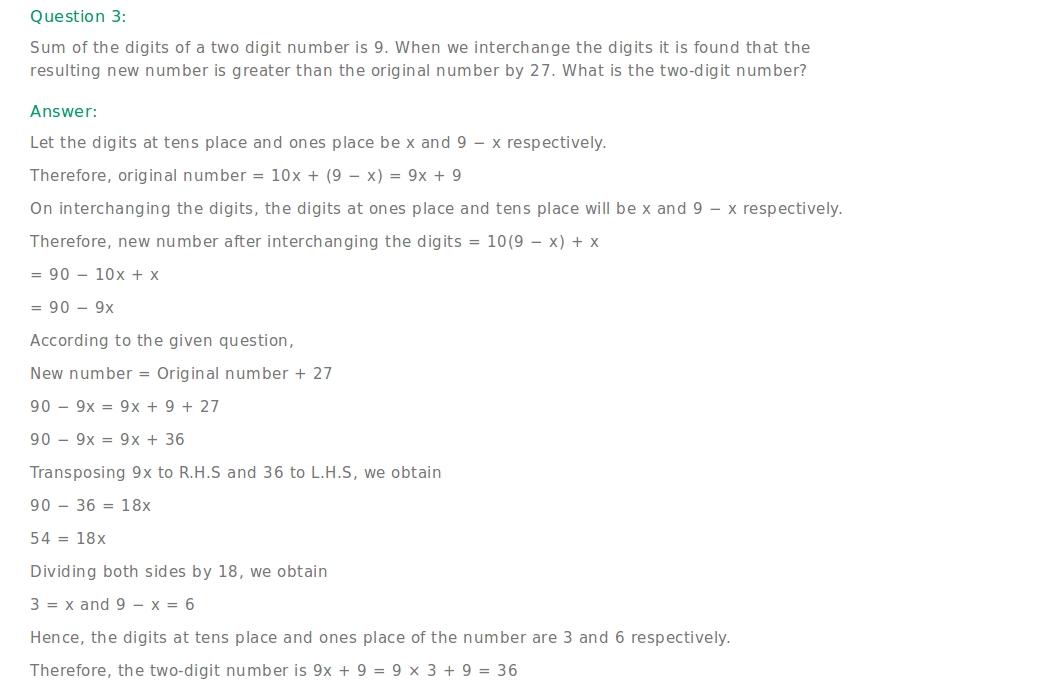 Question 3:
Sum of the digits of a two digit number is 9. When we interchange the digits it is found that the
resulting new number is greater than the original number by 27. What is the two-digit number?
Answer:
Let the digits at tens place and ones place be x and 9 − x respectively.
Therefore, original number = 10x + (9 − x) = 9x + 9
On interchanging the digits, the digits at ones place and tens place will be x and 9 − x respectively.
Therefore, new number after interchanging the digits = 10(9 − x) + x
= 90 − 10x + x
= 90 − 9x
According to the given question,
New number = Original number + 27
90 − 9x = 9x + 9 + 27
90 − 9x = 9x + 36
Transposing 9x to R.H.S and 36 to L.H.S, we obtain
90 − 36 = 18x
54 = 18x
Dividing both sides by 18, we obtain
3 = x and 9 − x = 6
Hence, the digits at tens place and ones place of the number are 3 and 6 respectively.
Therefore, the two-digit number is 9x + 9 = 9 × 3 + 9 = 36